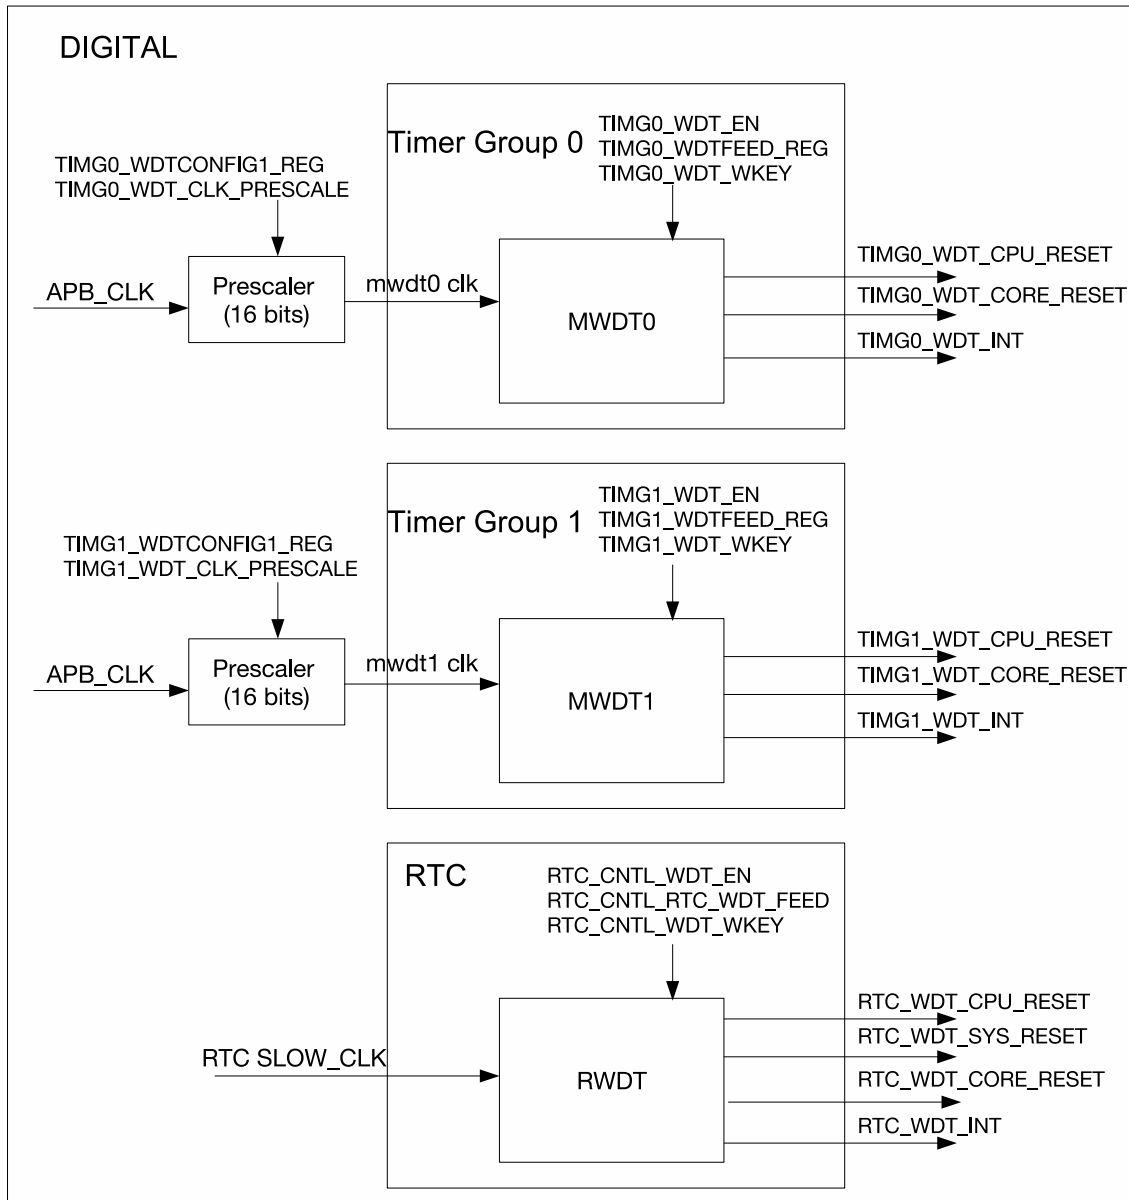 DIGITAL
Timer Group 0
TIMG0_WDT_EN
TIMG0_WDTFEED_REG
TIMG0_WDT_WKEY
TIMG0_WDTCONFIG1_REG
TIMG0_WDT_CLK_PRESCALE
APB_CLK
Prescaler
(16 bits)
mwdt0 clk
MWDT0
TIMG0_WDT_CPU_RESET
TIMG0_WDT_CORE_RESET
TIMG0_WDT_INT
Timer Group 1
TIMG1_WDT_EN
TIMG1_WDTFEED_REG
TIMG1_WDT_WKEY
TIMG1_WDTCONFIG1_REG
TIMG1_WDT_CLK_PRESCALE
APB_CLK
Prescaler
(16 bits)
mwdt1 clk
MWDT1
TIMG1_WDT_CPU_RESET
TIMG1_WDT_CORE_RESET
TIMG1_WDT_INT
RTC
RTC_CNTL_WDT_EN
RTC_CNTL_RTC_WDT_FEED
RTC_CNTL_WDT_WKEY
RTC SLOW_CLK
RWDT
RTC_WDT_CPU_RESET
RTC_WDT_SYS_RESET
RTC_WDT_CORE_RESET
RTC_WDT_INT